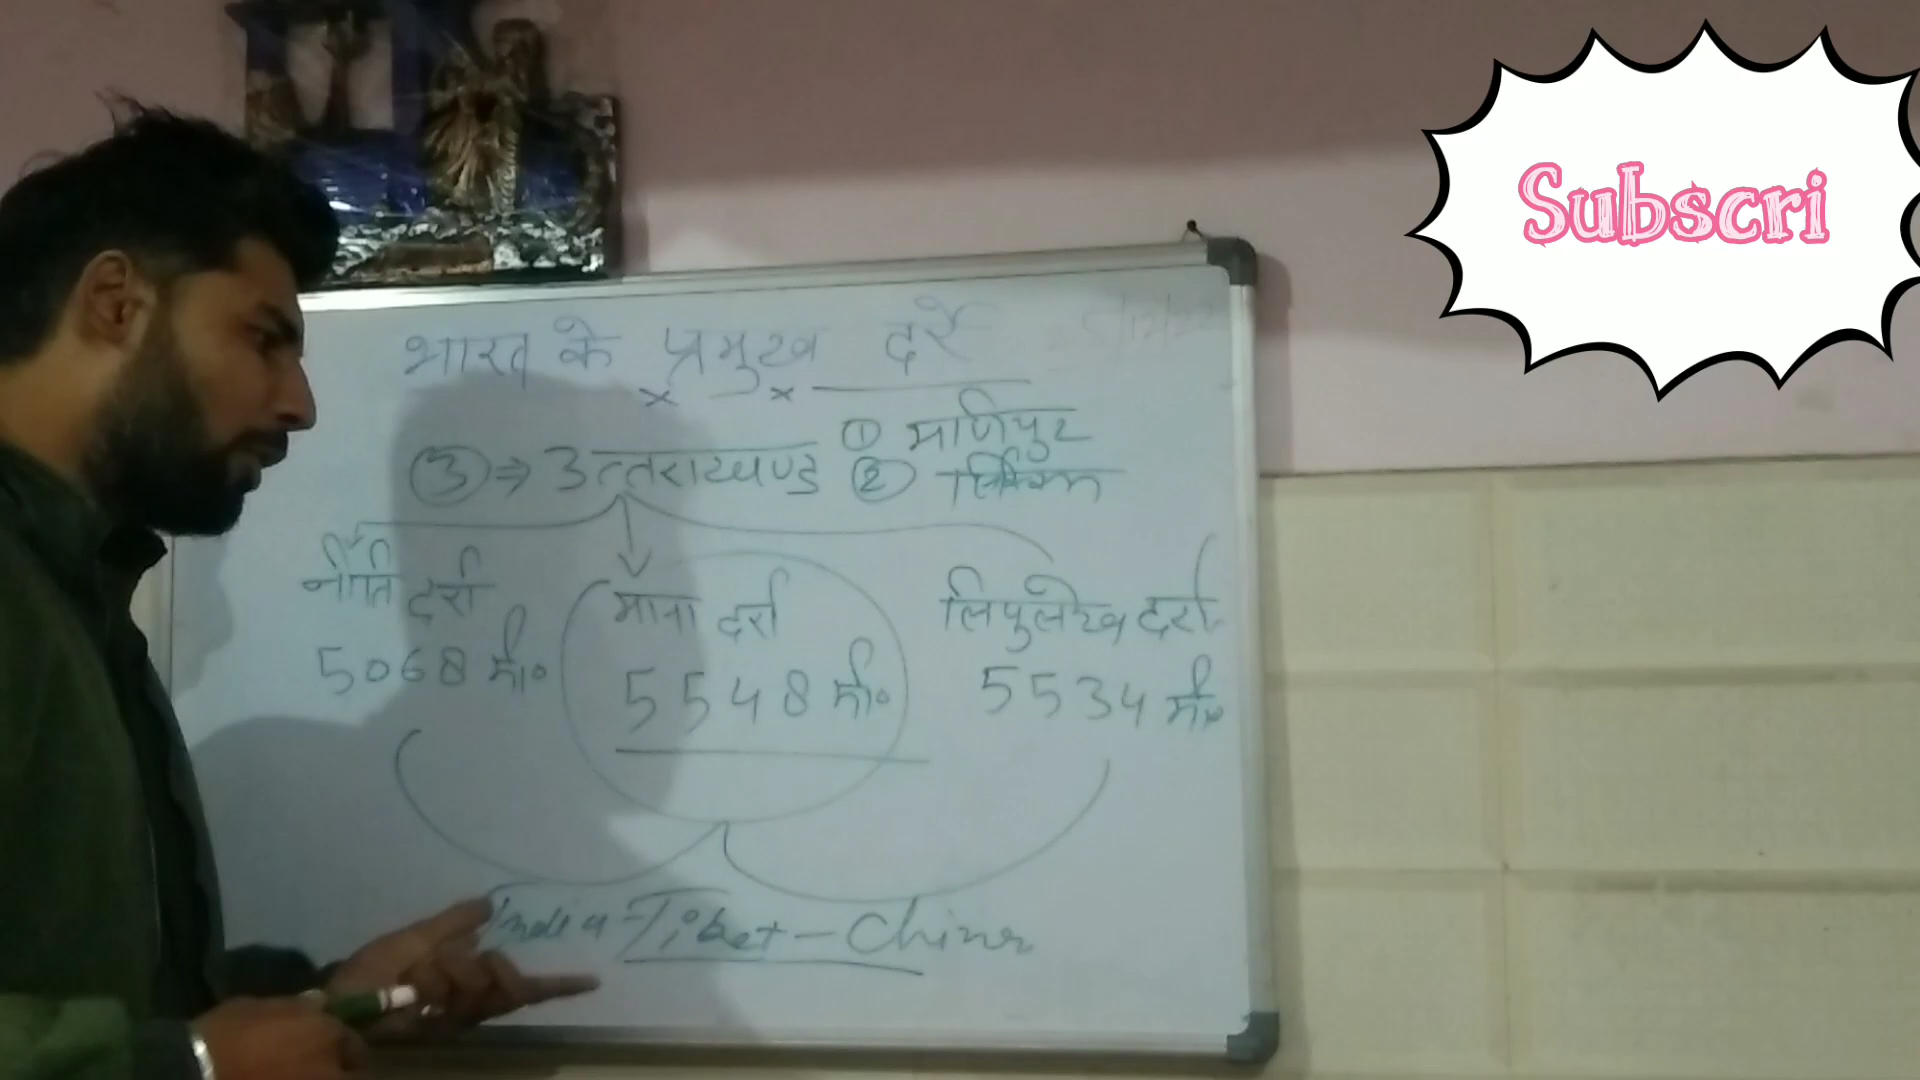 Subscri
भारत के प्रमुख दर्रे
① मणिपुर
③ ⇒ उत्तराखण्ड ② सिक्किम
नीति दर्रा माना दर्रा लिपुलेख दर्रा
5068 मी० 5548 मी० 5534 मी०
India - Tibet - China